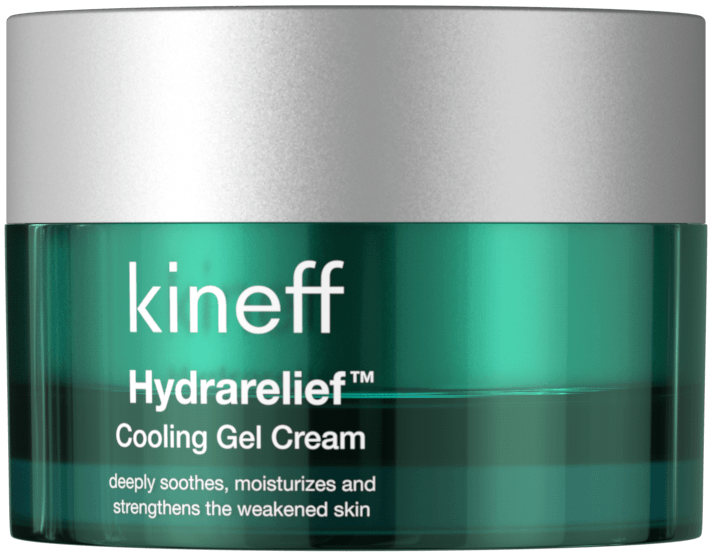 kineff
Hydrarelief™
Cooling Gel Cream
deeply soothes, moisturizes and
strengthens the weakened skin